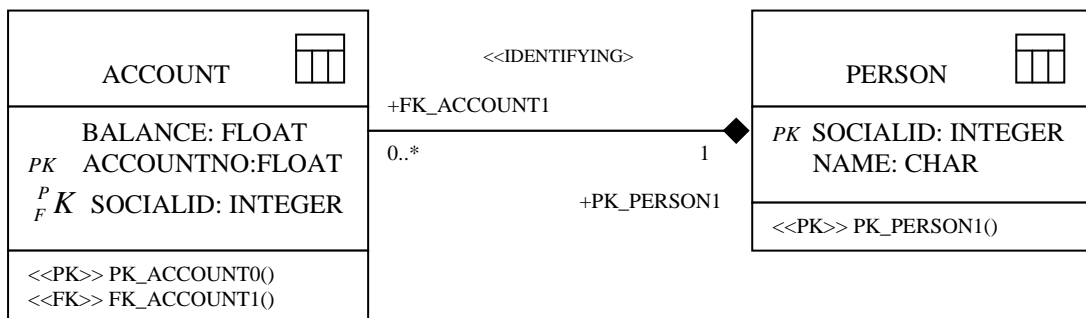 ACCOUNT
BALANCE: FLOAT
PK ACCOUNTNO:FLOAT
P
F K SOCIALID: INTEGER
<<PK>> PK_ACCOUNT0()
<<FK>> FK_ACCOUNT1()
<<IDENTIFYING>
+FK_ACCOUNT1
0..* 1
+PK_PERSON1
PERSON
PK SOCIALID: INTEGER
NAME: CHAR
<<PK>> PK_PERSON1()